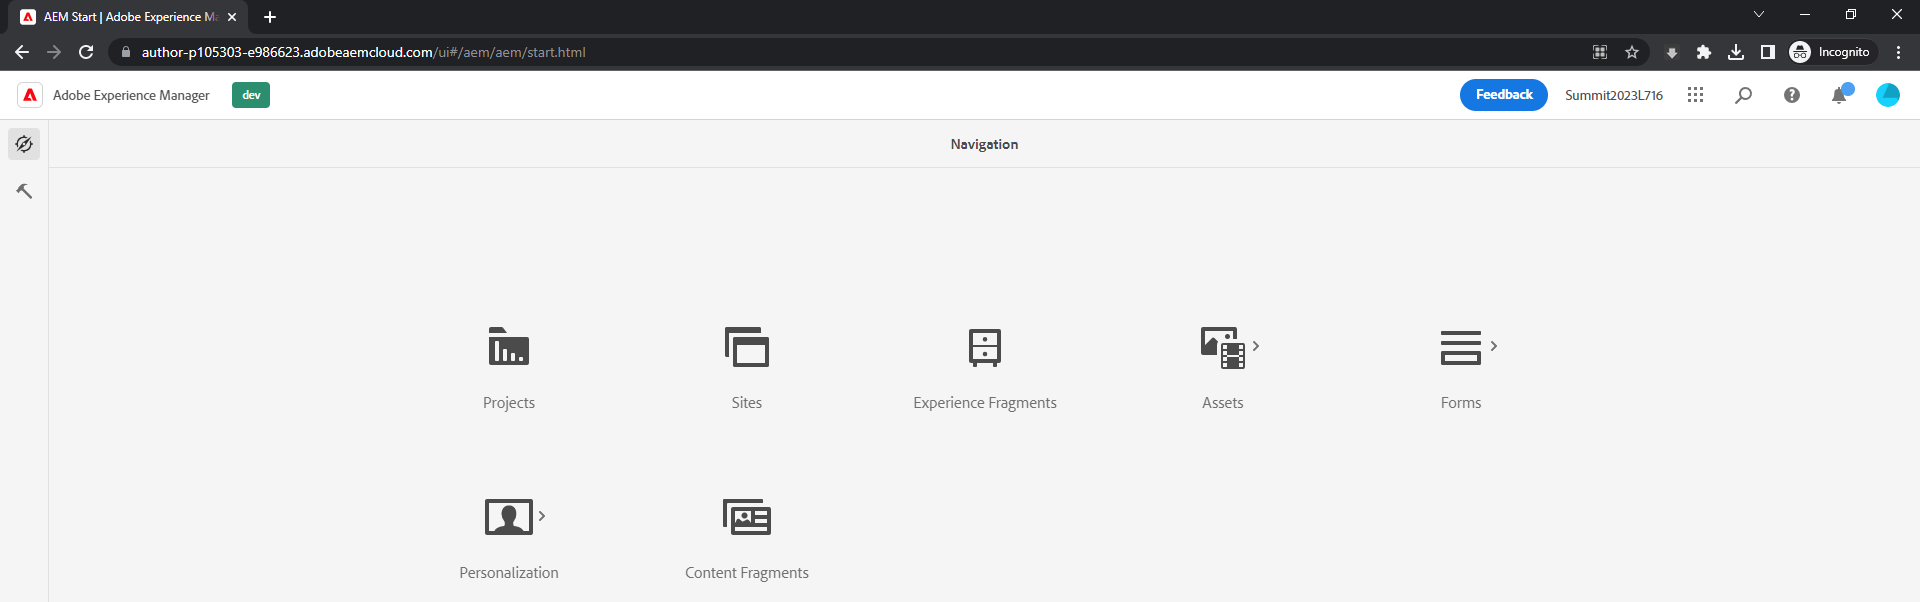 AEM Start | Adobe Experience Ma
author-p105303-e986623.adobeaemcloud.com/ui#/aem/aem/start.html
Incognito
Adobe Experience Manager
dev
Feedback
Summit2023L716
Navigation
Projects
Sites
Experience Fragments
Assets
Forms
Personalization
Content Fragments